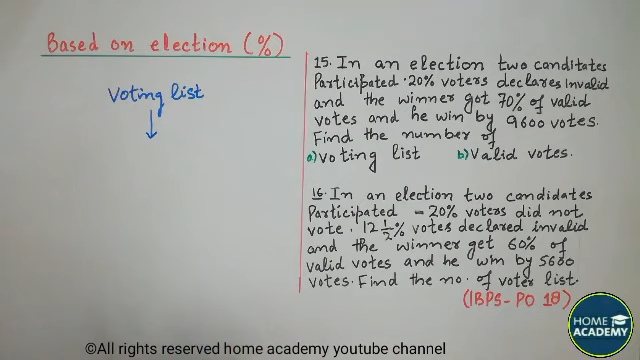 Based on election (%)
Voting list
15. In an election two canditates
Participated · 20% voters declares invalid
and the winner got 70% of valid
votes and he win by 9600 votes.
Find the number of
a) Voting list b) Valid votes.
16. In an election two candidates
Participated - 20% voters did not
vote. 12 1/2% votes declared invalid
and the winner get 60% of
valid votes and he win by 5600
votes. Find the no. of voter list.
(IBPS - PO 18)
HOME
ACADEMY
©All rights reserved home academy youtube channel